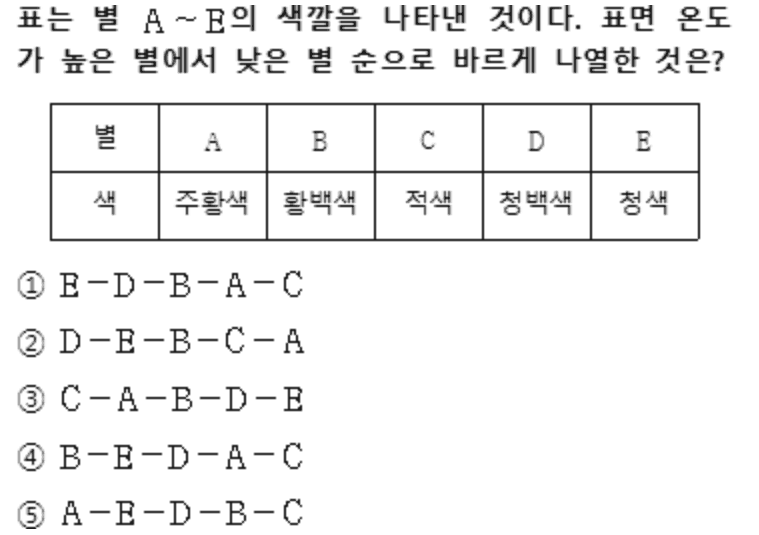 표는 별 A ~ E의 색깔을 나타낸 것이다. 표면 온도
가 높은 별에서 낮은 별 순으로 바르게 나열한 것은?
별 A B C D E
색 주황색 황백색 적색 청백색 청색
① E-D-B-A-C
② D-E-B-C-A
③ C-A-B-D-E
④ B-E-D-A-C
⑤ A-E-D-B-C